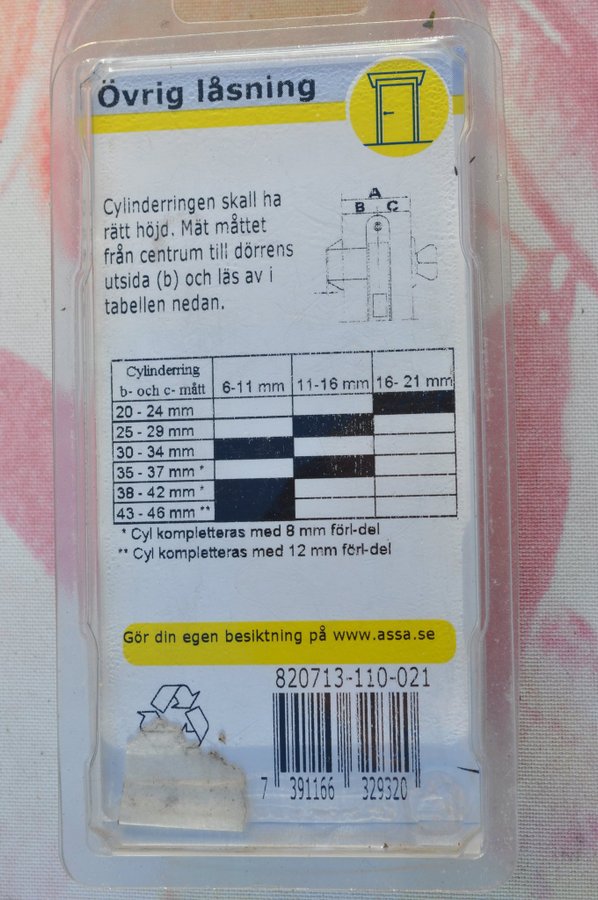 Övrig låsning
Cylinderringen skall ha
rätt höjd. Mät måttet
från centrum till dörrens
utsida (b) och läs av i
tabellen nedan.
A
B C
Cylinderring
b- och c- mått 6-11 mm 11-16 mm 16- 21 mm
20 - 24 mm
25 - 29 mm
30 - 34 mm
35 - 37 mm *
38 - 42 mm *
43 - 46 mm **
* Cyl kompletteras med 8 mm förl-del
** Cyl kompletteras med 12 mm förl-del
Gör din egen besiktning på www.assa.se
820713-110-021
7 391166 329320